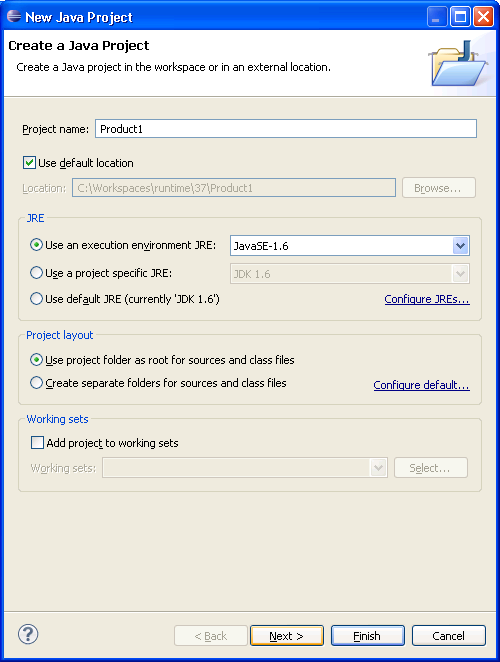 New Java Project
Create a Java Project
Create a Java project in the workspace or in an external location.
Project name: Product1
Use default location
Location: C:\Workspaces\runtime\37\Product1 Browse...
JRE
Use an execution environment JRE: JavaSE-1.6
Use a project specific JRE: JDK 1.6
Use default JRE (currently 'JDK 1.6') Configure JREs...
Project layout
Use project folder as root for sources and class files
Create separate folders for sources and class files Configure default...
Working sets
Add project to working sets
Working sets: Select...
? < Back Next > Finish Cancel